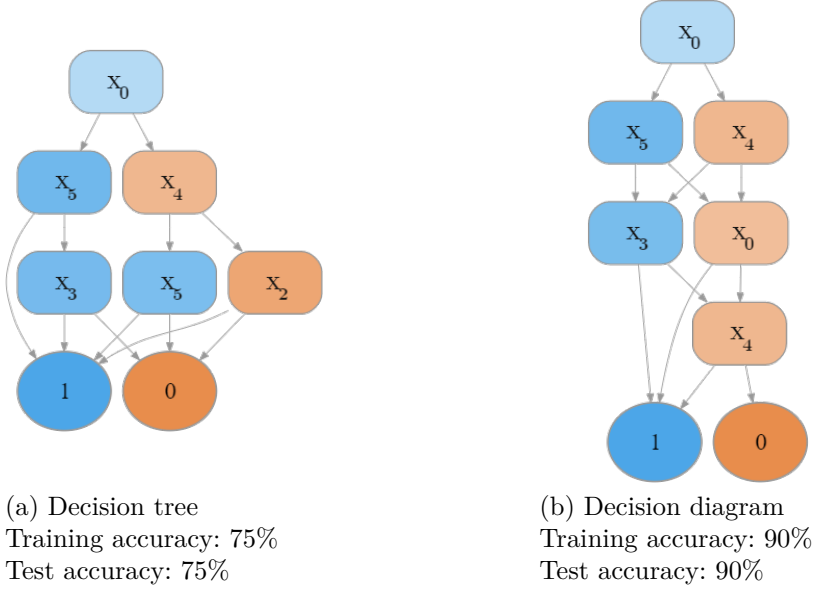 X0
X5 X4
X3 X5 X2
1 0
(a) Decision tree
Training accuracy: 75%
Test accuracy: 75%
X0
X5 X4
X3 X0
X4
1 0
(b) Decision diagram
Training accuracy: 90%
Test accuracy: 90%